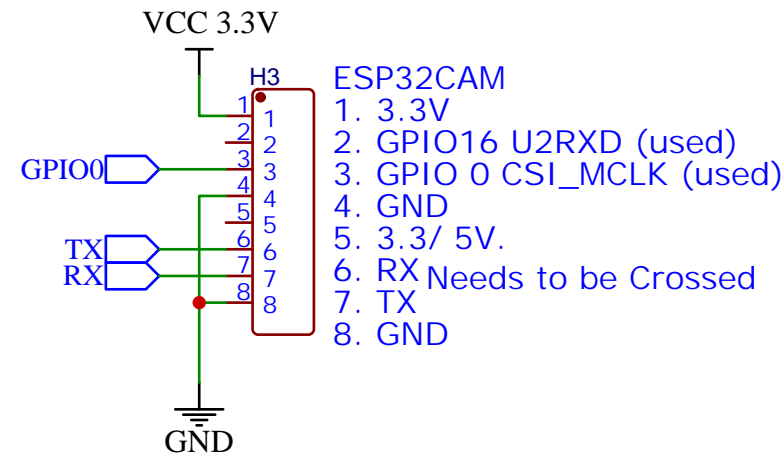 VCC 3.3V
H3
1 1
2 2
GPIO0 3 3
4 4
5 5
TX 6 6
RX 7 7
8 8
GND
ESP32CAM
1. 3.3V
2. GPIO16 U2RXD (used)
3. GPIO 0 CSI_MCLK (used)
4. GND
5. 3.3/ 5V.
6. RX Needs to be Crossed
7. TX
8. GND